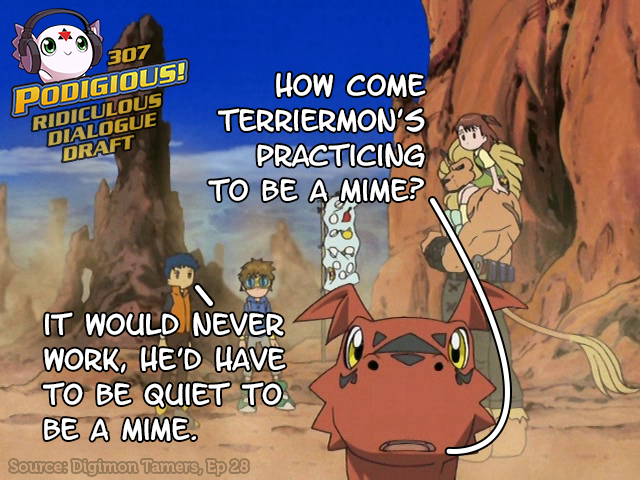 307
PODIGIOUS!
RIDICULOUS
DIALOGUE
DRAFT
HOW COME
TERRIERMON'S
PRACTICING
TO BE A MIME?
IT WOULD NEVER
WORK, HE'D HAVE
TO BE QUIET TO
BE A MIME.
Source: Digimon Tamers, Ep 28